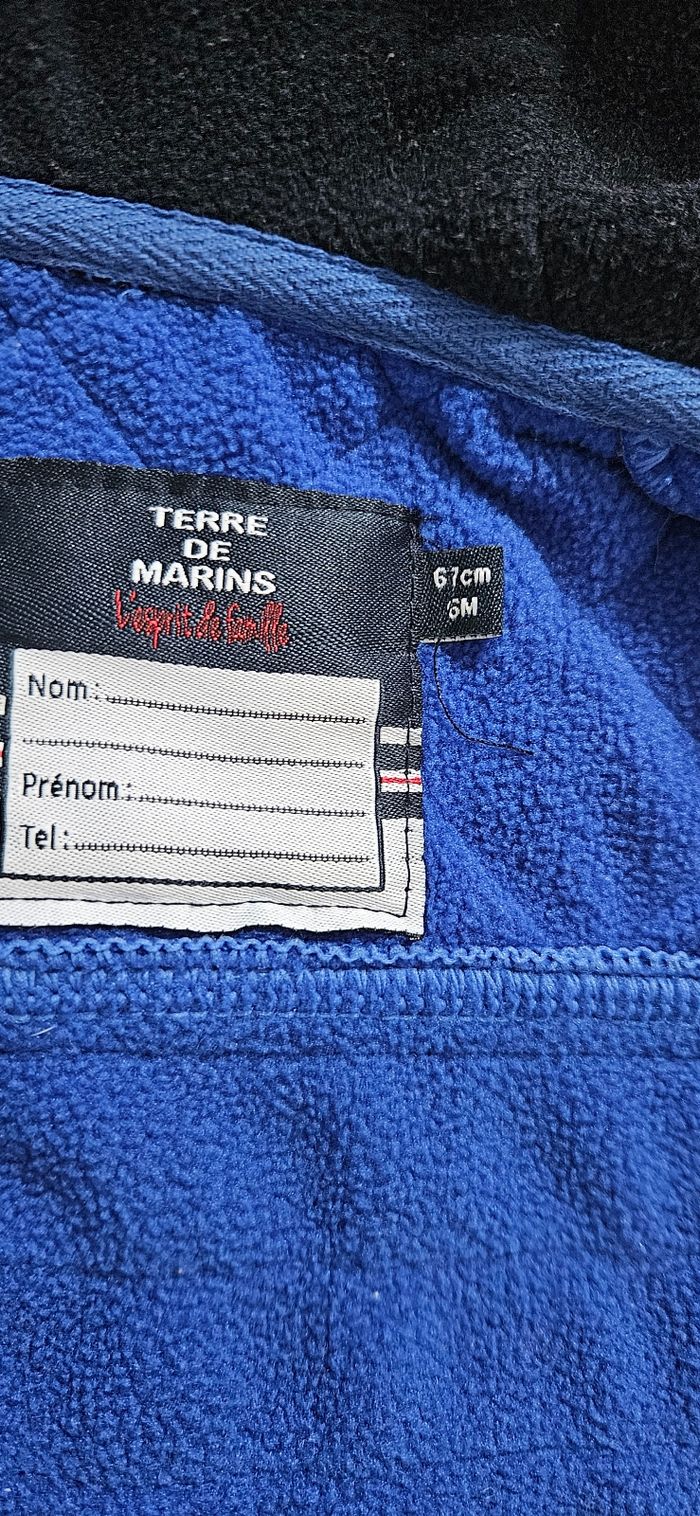 TERRE
DE
MARINS
L'esprit de famille
67cm
6M
Nom :
Prénom :
Tel :